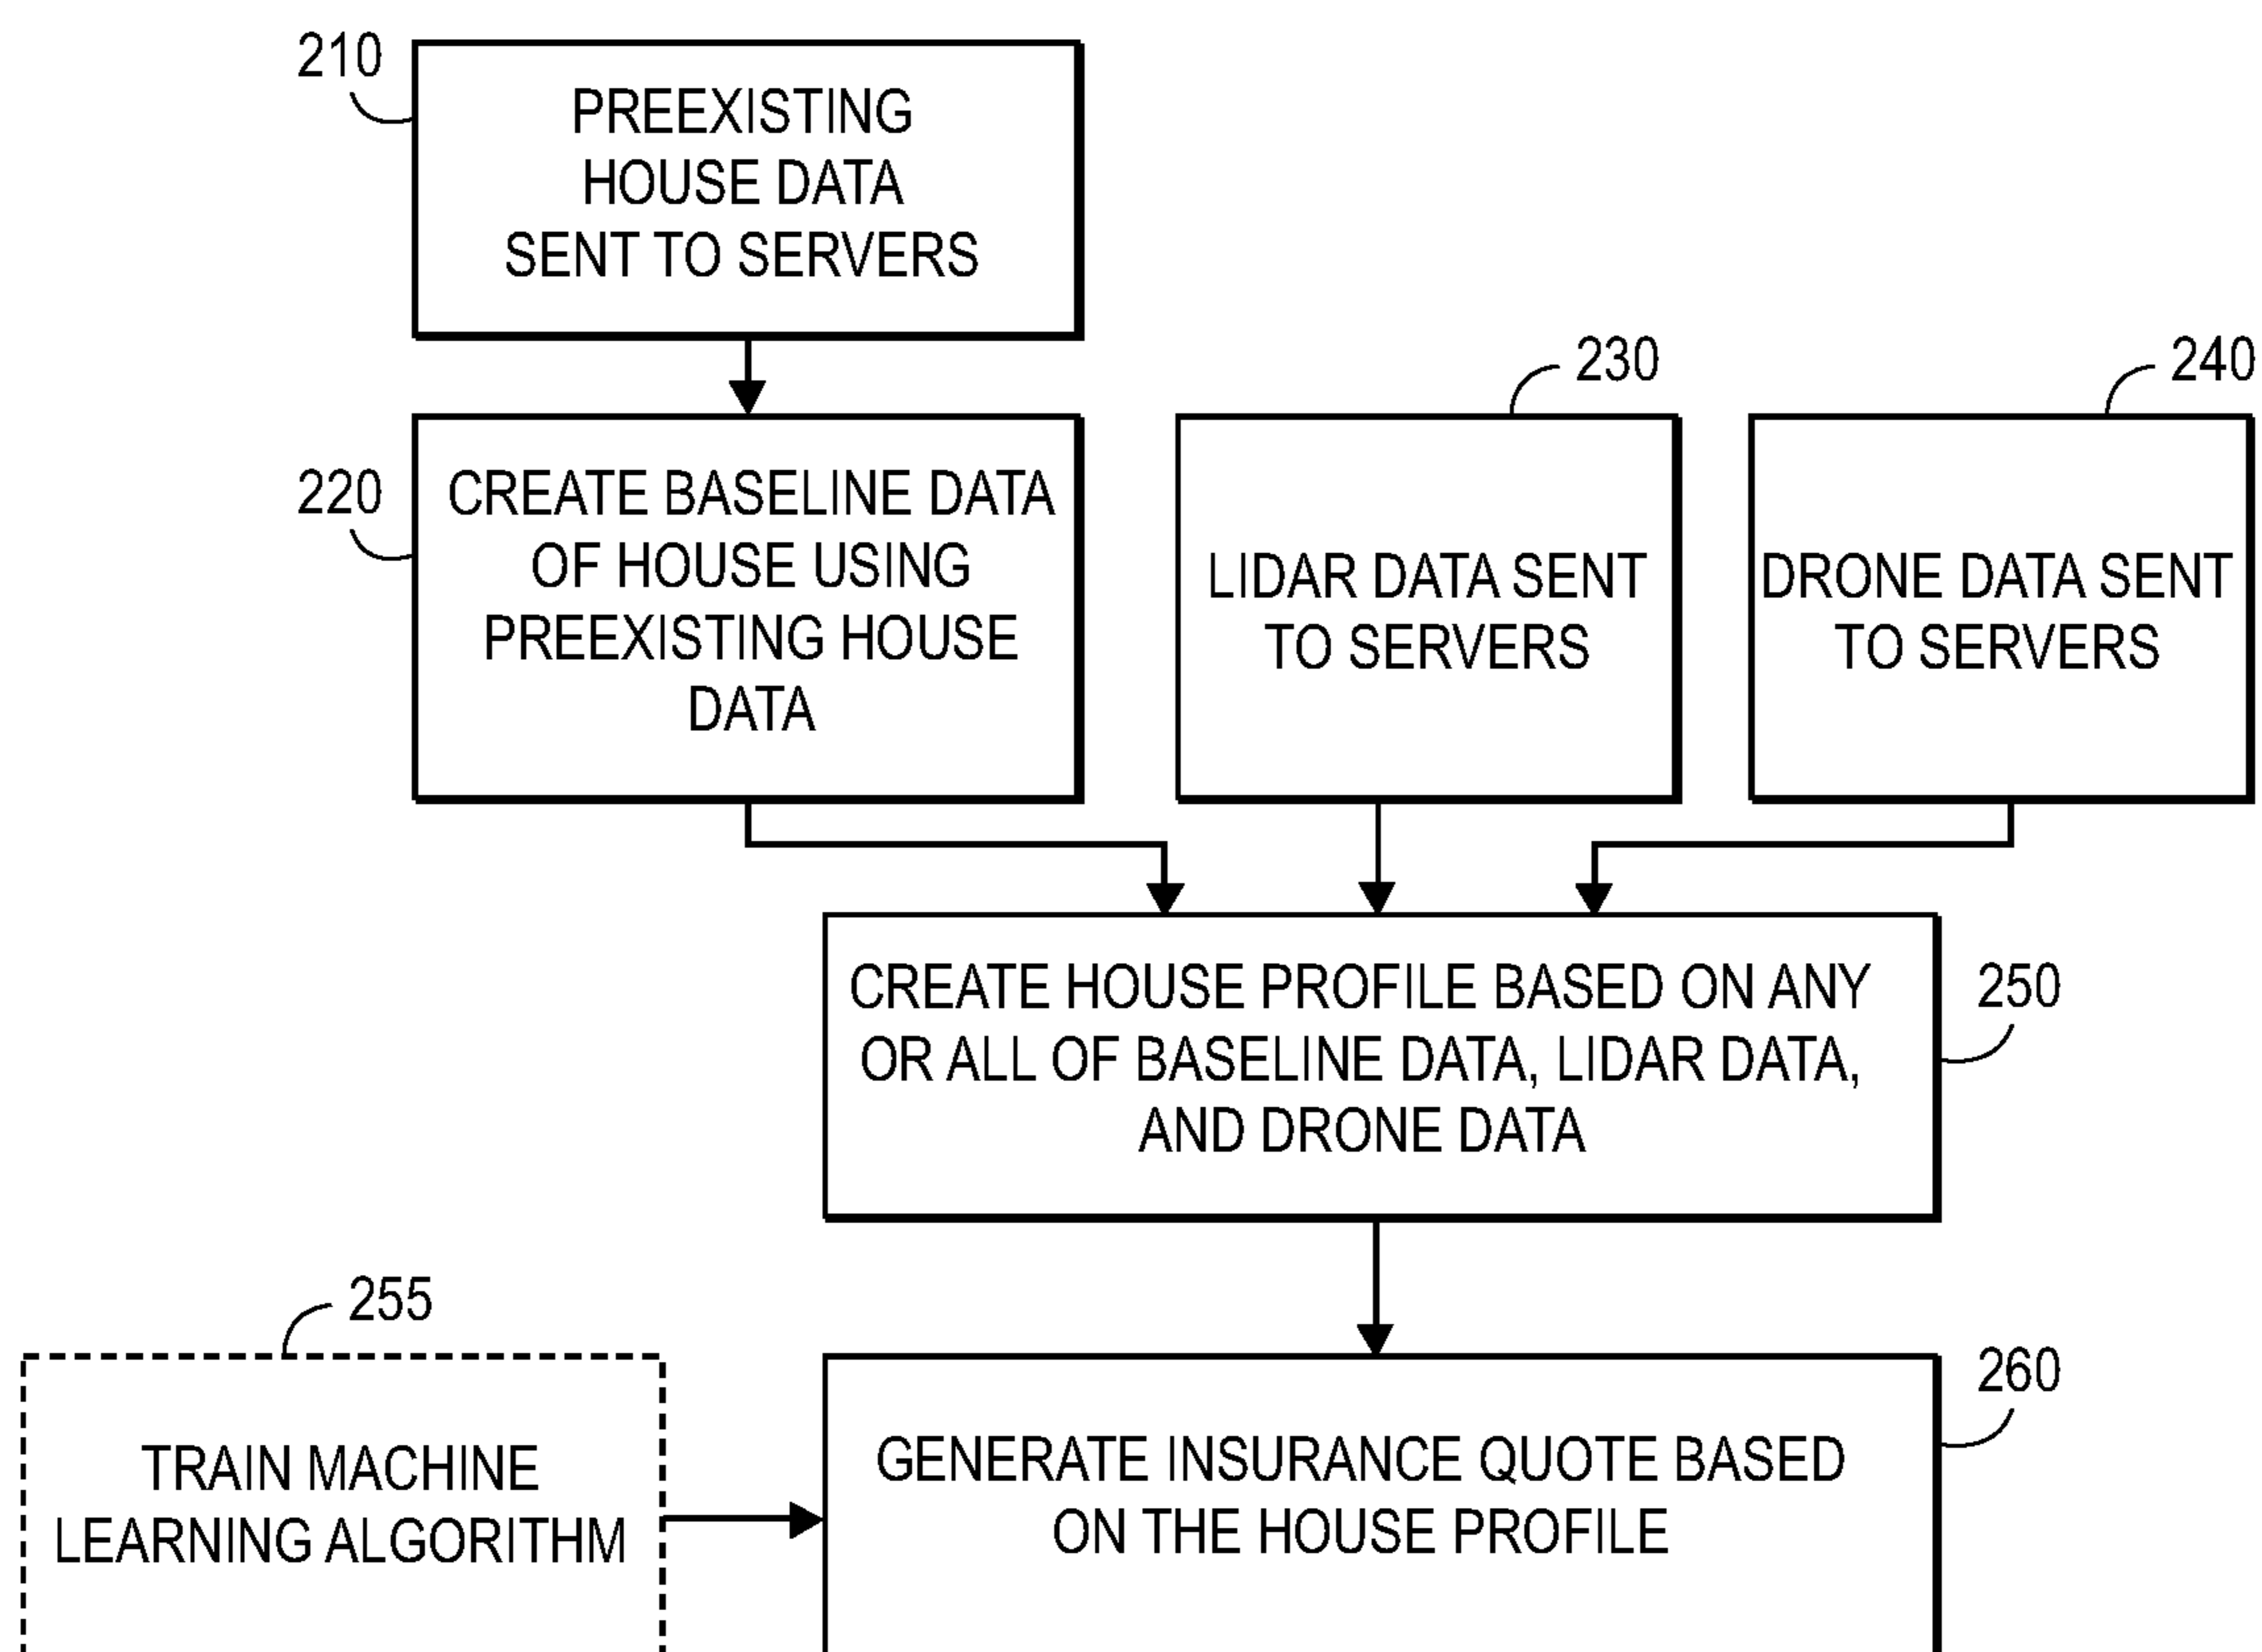 210
PREEXISTING
HOUSE DATA
SENT TO SERVERS
220
CREATE BASELINE DATA
OF HOUSE USING
PREEXISTING HOUSE
DATA
230
LIDAR DATA SENT
TO SERVERS
240
DRONE DATA SENT
TO SERVERS
250
CREATE HOUSE PROFILE BASED ON ANY
OR ALL OF BASELINE DATA, LIDAR DATA,
AND DRONE DATA
255
TRAIN MACHINE
LEARNING ALGORITHM
260
GENERATE INSURANCE QUOTE BASED
ON THE HOUSE PROFILE